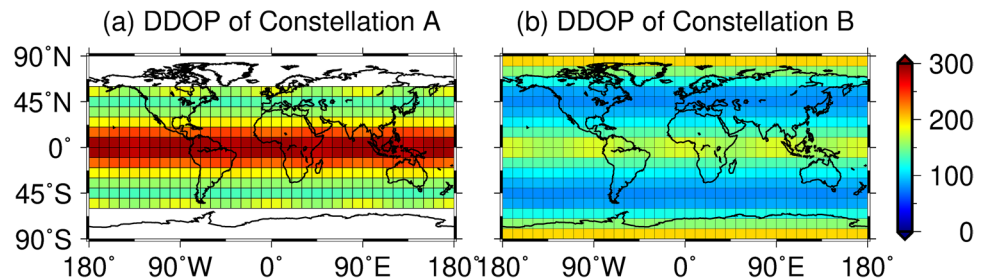 (a) DDOP of Constellation A (b) DDOP of Constellation B
90°N
45°N
0°
45°S
90°S
180° 90°W 0° 90°E 180° 90°W 0° 90°E 180°
300
200
100
0